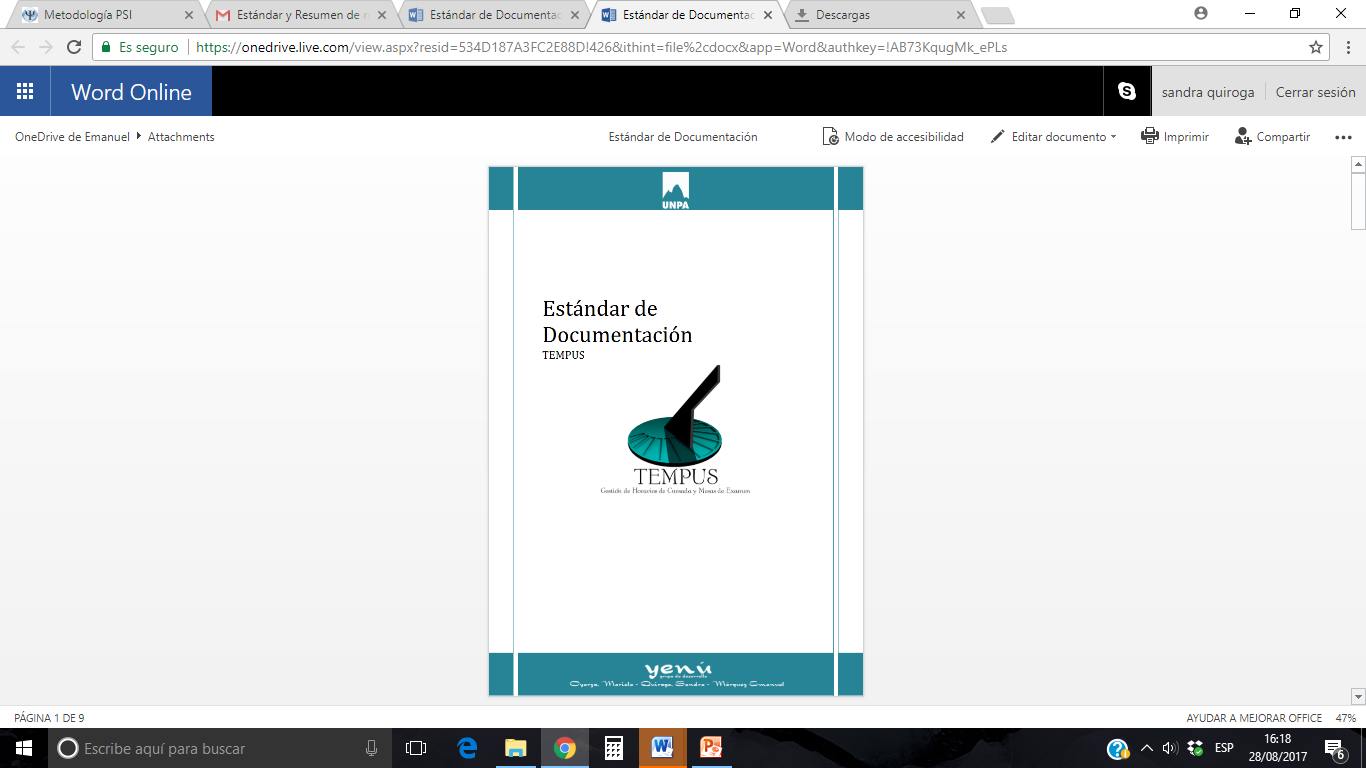 Metodología PSI
Estándar y Resumen de
Estándar de Documentac
Estándar de Documentac
Descargas
Es seguro
https://onedrive.live.com/view.aspx?resid=534D187A3FC2E88D!426&ithint=file%2cdocx&app=Word&authkey=!AB73KqugMk_ePLs
Word Online
sandra quiroga
Cerrar sesión
OneDrive de Emanuel
Attachments
Estándar de Documentación
Modo de accesibilidad
Editar documento
Imprimir
Compartir
UNPA
Estándar de
Documentación
TEMPUS
TEMPUS
Gestión de Horarios de Cursada y Mesas de Examen
yenú
grupo de desarrollo
Oyarzo, Mariela - Quiroga, Sandra - Márquez Emanuel
PÁGINA 1 DE 9
AYUDAR A MEJORAR OFFICE
47%
Escribe aquí para buscar
ESP
16:18
28/08/2017
6